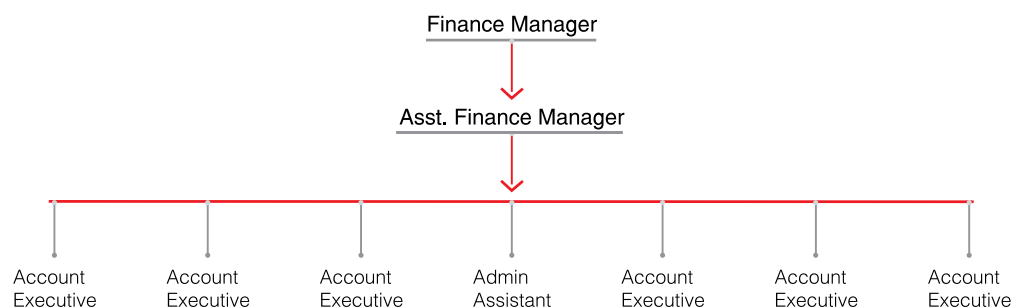 Finance Manager
Asst. Finance Manager
Account
Executive
Account
Executive
Account
Executive
Admin
Assistant
Account
Executive
Account
Executive
Account
Executive